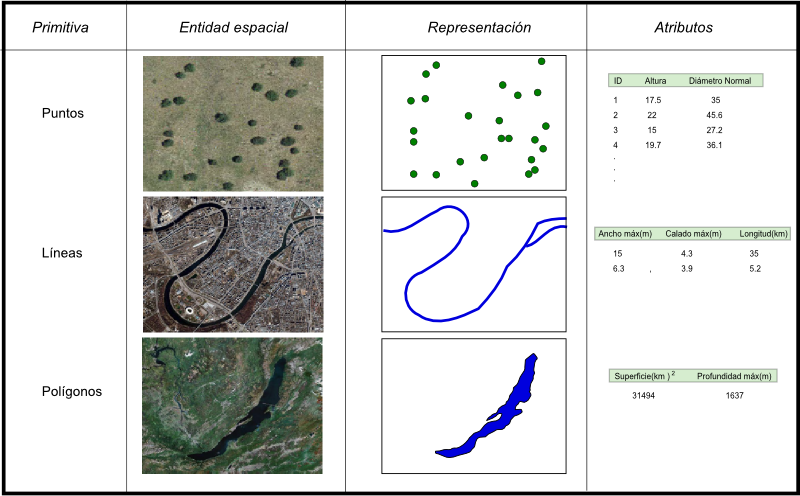 Primitiva Entidad espacial Representación Atributos
Puntos
ID Altura Diámetro Normal
1 17.5 35
2 22 45.6
3 15 27.2
4 19.7 36.1
.
.
.
Líneas
Ancho máx(m) Calado máx(m) Longitud(km)
15 4.3 35
6.3 , 3.9 5.2
Polígonos
Superficie(km ) 2 Profundidad máx(m)
31494 1637